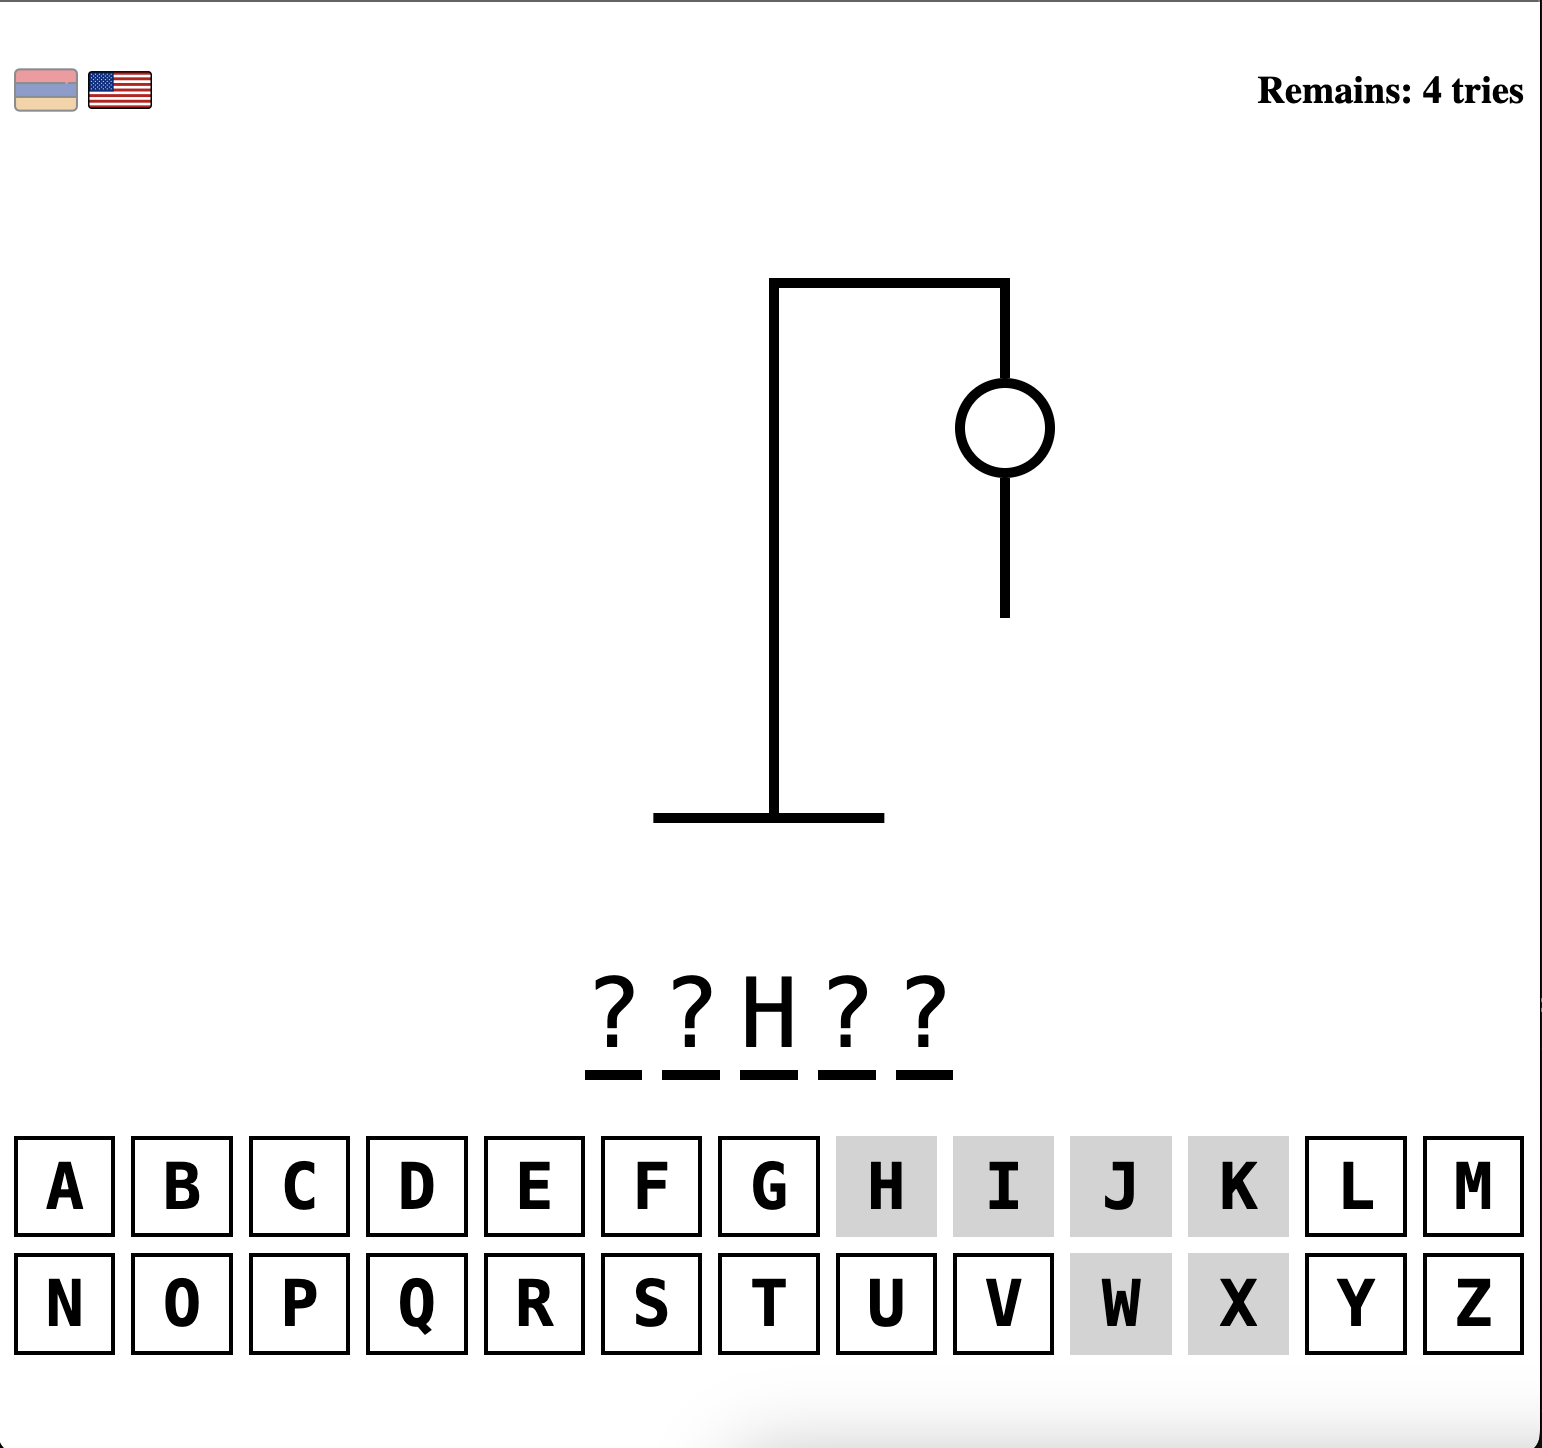 Remains: 4 tries
? ? H ? ?
A B C D E F G H I J K L M
N O P Q R S T U V W X Y Z